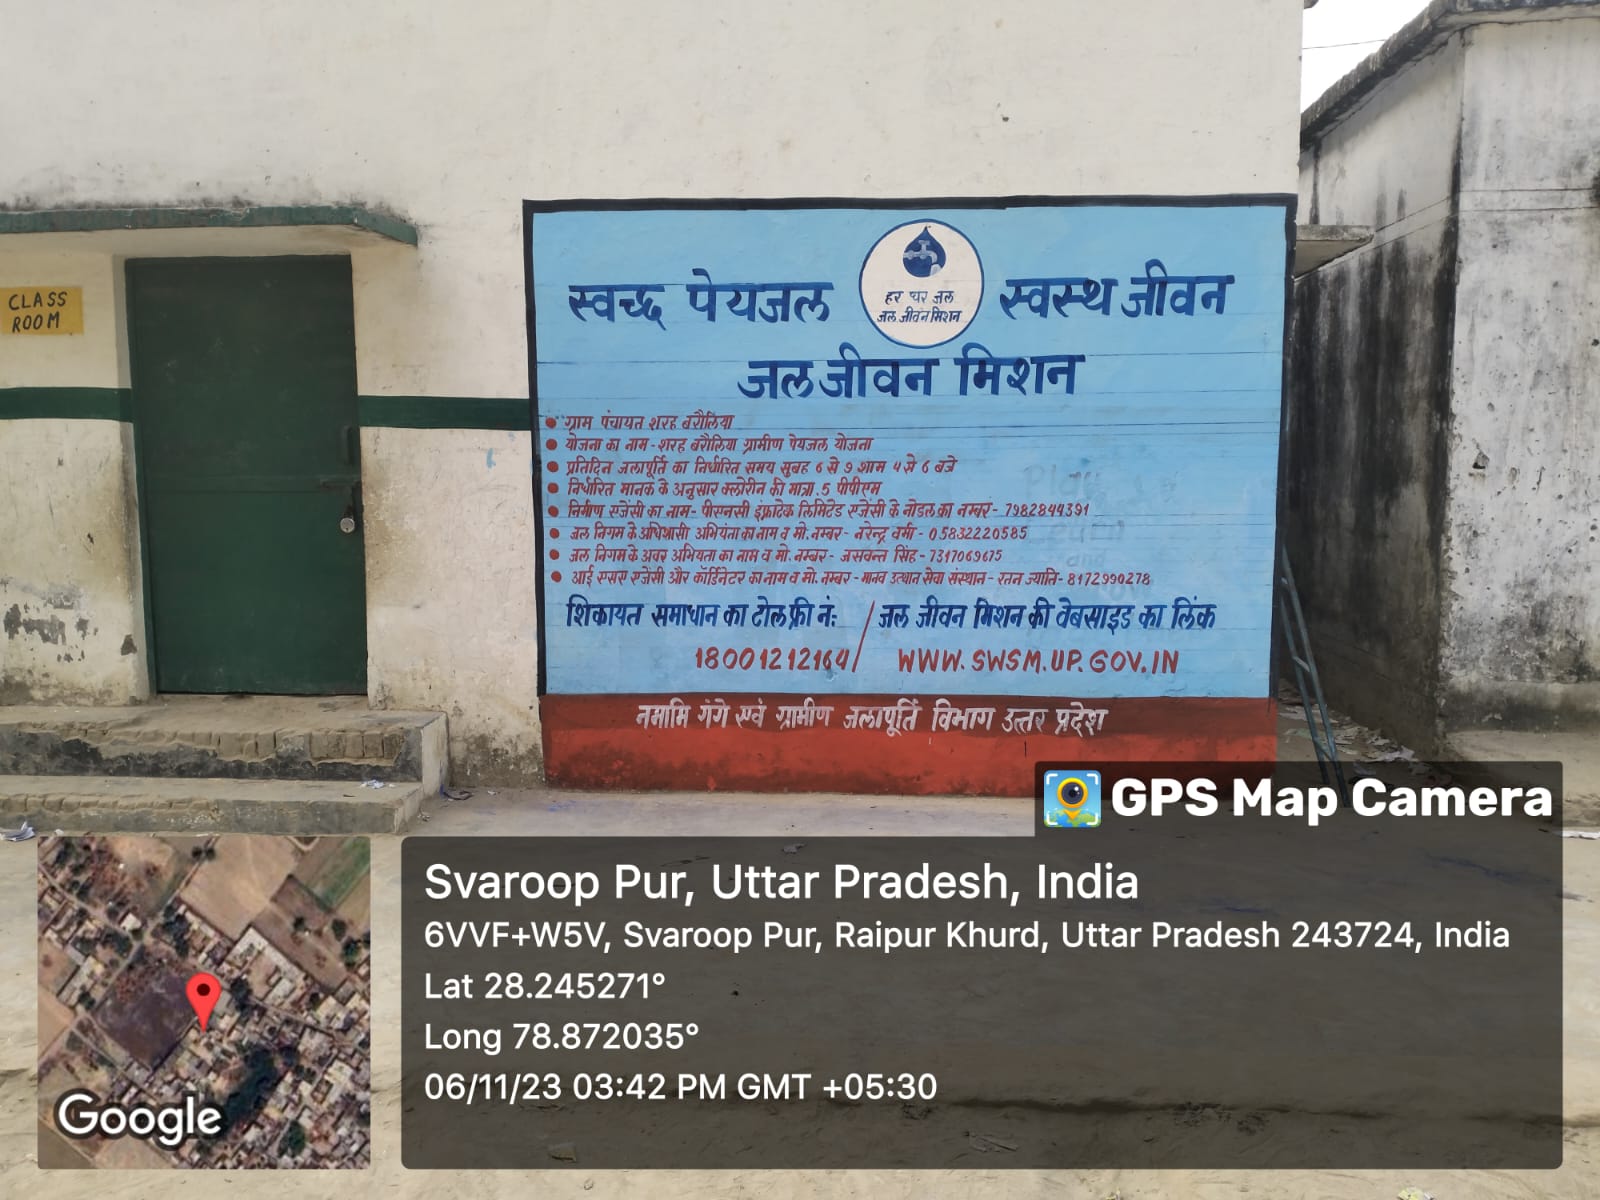 CLASS
ROOM
स्वच्छ पेयजल
हर घर जल
जल जीवन मिशन
स्वस्थ जीवन
जल जीवन मिशन
ग्राम पंचायत शरह बरौलिया
योजना का नाम - शरह बरौलिया ग्रामीण पेयजल योजना
प्रतिदिन जलापूर्ति का निर्धारित समय सुबह 6 से 9 शाम 4 से 6 बजे
निर्धारित मानक के अनुसार क्लोरीन की मात्रा .5 पीपीएम
निर्माण एजेंसी का नाम - पीएनसी इंफ्राटेक लिमिटेड एजेंसी के नोडल का नम्बर - 7982844391
जल निगम के अधिशासी अभियंता का नाम व मो. नम्बर - नरेन्द्र वर्मा - 05832220585
जल निगम के अवर अभियता का नाम व मो. नम्बर - जसवन्त सिंह - 7317069675
आई एसए एजेंसी और कॉर्डिनेटर का नाम व मो. नम्बर - मानव उत्थान सेवा संस्थान - रतन ज्याति - 8172990278
शिकायत समाधान का टोल फ्री नं: / जल जीवन मिशन की वेबसाइड का लिंक
18001212164 / WWW.SWSM.UP.GOV.IN
नमामि गंगे एवं ग्रामीण जलापूर्ति विभाग उत्तर प्रदेश
GPS Map Camera
Svaroop Pur, Uttar Pradesh, India
6VVF+W5V, Svaroop Pur, Raipur Khurd, Uttar Pradesh 243724, India
Lat 28.245271°
Long 78.872035°
06/11/23 03:42 PM GMT +05:30
Google